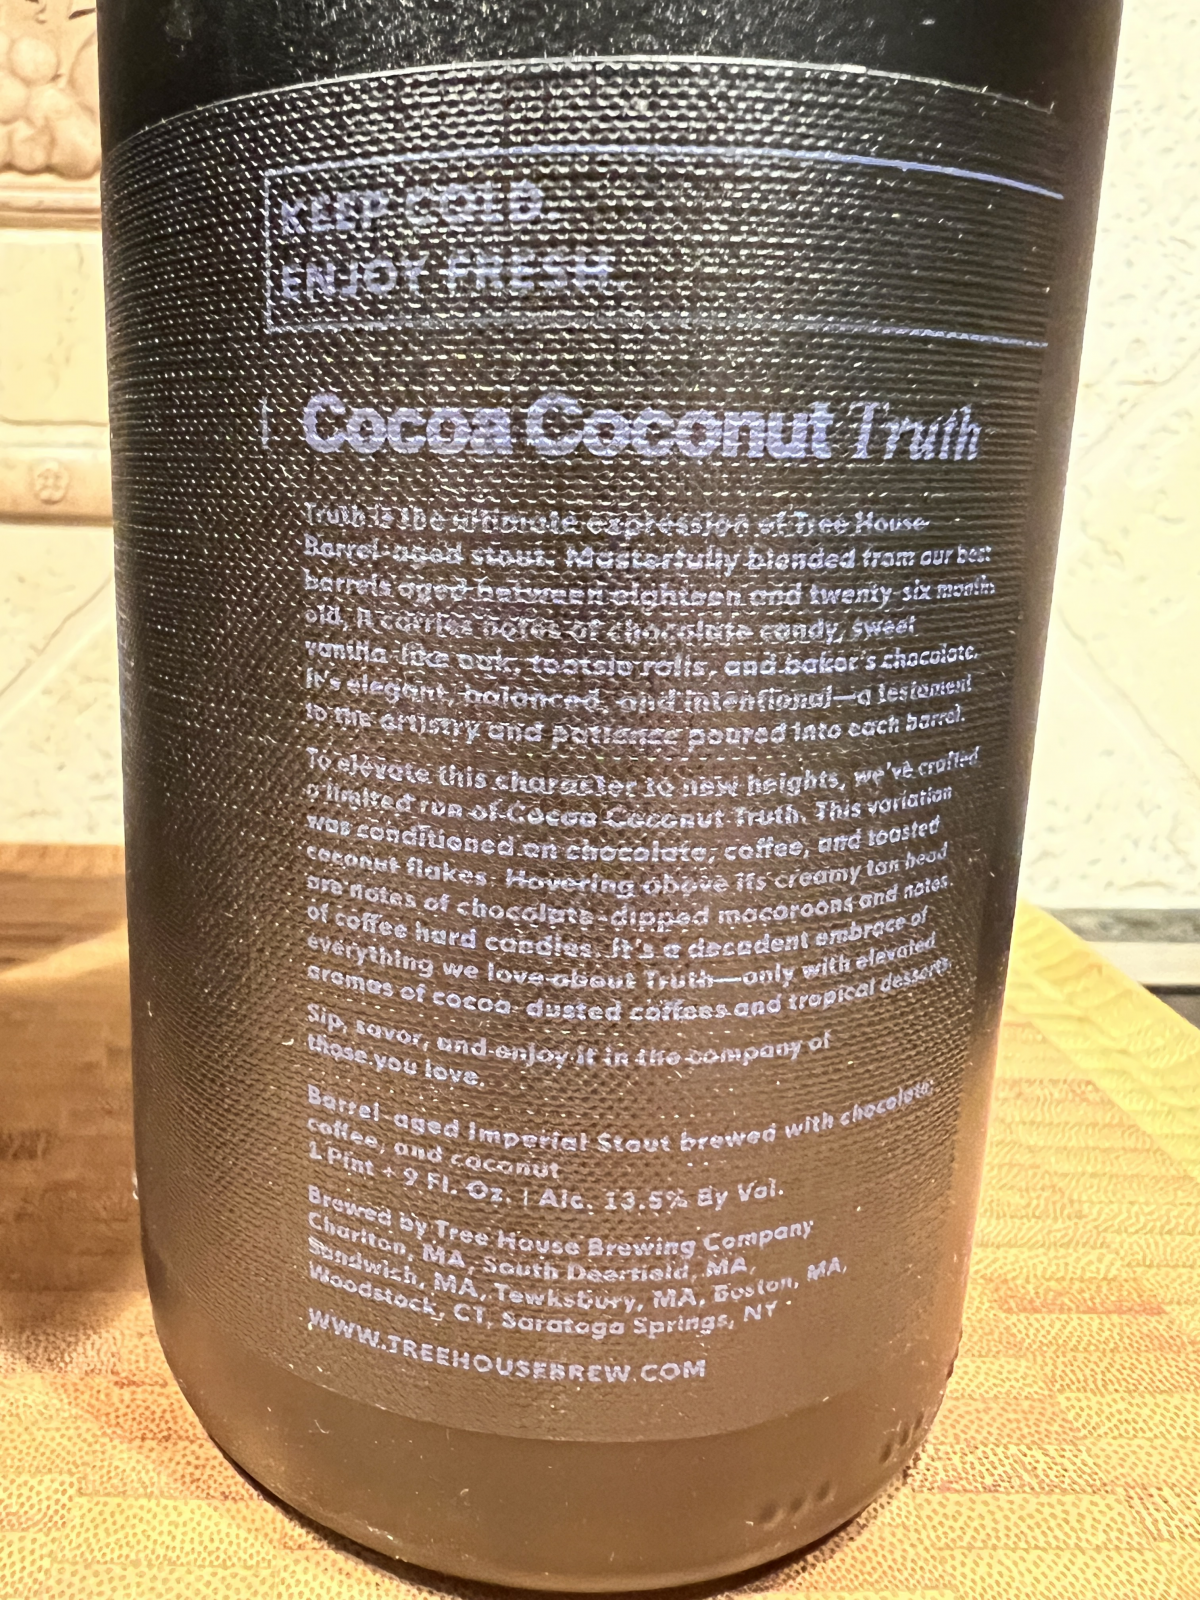 KEEP COLD.
ENJOY FRESH.
Cocoa Coconut Truth
Truth is the ultimate expression of Tree House
Barrel-aged stout. Masterfully blended from our best
barrels aged between eighteen and twenty-six months
old, it carries notes of chocolate candy, sweet
vanilla-like oak, tootsie rolls, and baker's chocolate.
It's elegant, balanced, and intentional—a testament
to the artistry and patience poured into each barrel.
To elevate this character to new heights, we've crafted
a limited run of Cocoa Coconut Truth. This variation
was conditioned on chocolate, coffee, and toasted
coconut flakes. Hovering above its creamy tan head
are notes of chocolate-dipped macaroons and notes
of coffee hard candies. It's a decadent embrace of
everything we love about Truth—only with elevated
aromas of cocoa-dusted coffees and tropical desserts.
Sip, savor, and enjoy it in the company of
those you love.
Barrel-aged Imperial Stout brewed with chocolate,
coffee, and coconut
1 Pint + 9 Fl. Oz. | Alc. 13.5% By Vol.
Brewed by Tree House Brewing Company
Charlton, MA, South Deerfield, MA,
Sandwich, MA, Tewksbury, MA, Boston, MA,
Woodstock, CT, Saratoga Springs, NY
WWW.TREEHOUSEBREW.COM